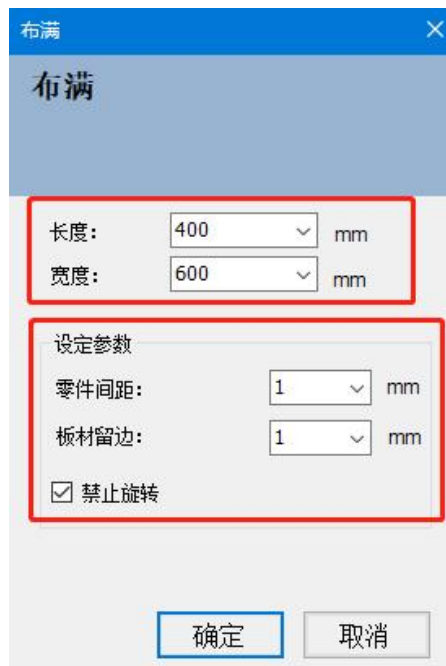 布满
布满
长度： 400 mm
宽度： 600 mm
设定参数
零件间距： 1 mm
板材留边： 1 mm
禁止旋转
确定 取消